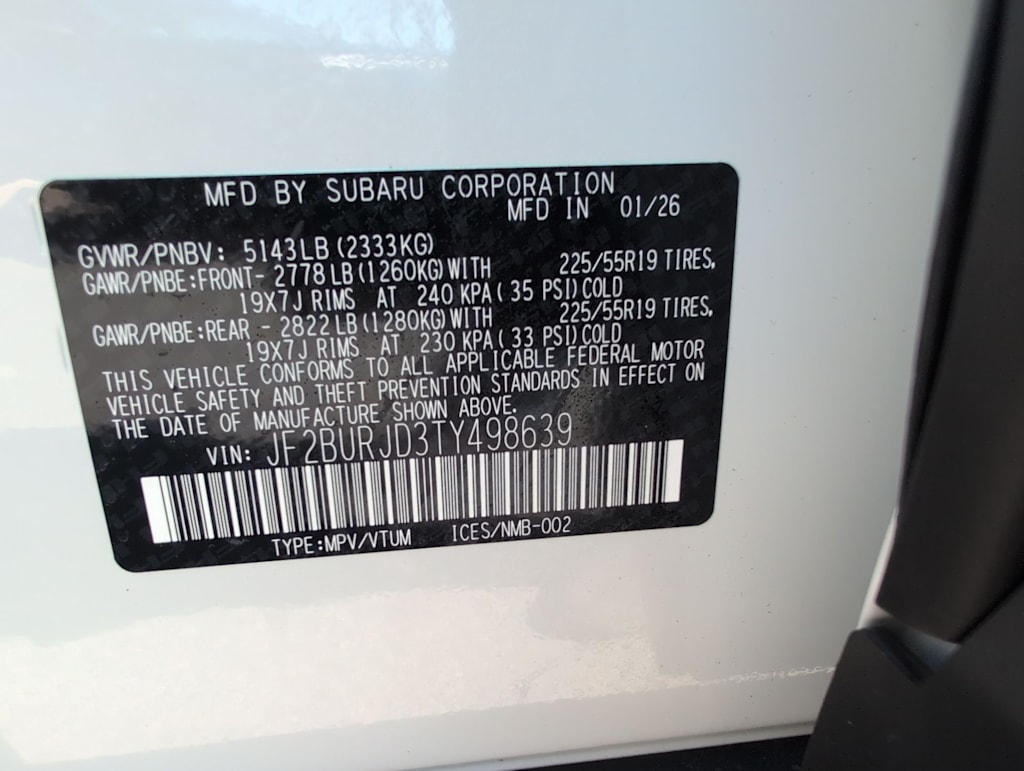 MFD BY SUBARU CORPORATION
MFD IN 01/26
GVWR/PNBV: 5143LB (2333KG)
GAWR/PNBE:FRONT- 2778 LB (1260KG) WITH 225/55R19 TIRES,
19X7J RIMS AT 240 KPA ( 35 PSI) COLD
GAWR/PNBE:REAR - 2822 LB (1280KG) WITH 225/55R19 TIRES,
19X7J RIMS AT 230 KPA ( 33 PSI) COLD
THIS VEHICLE CONFORMS TO ALL APPLICABLE FEDERAL MOTOR
VEHICLE SAFETY AND THEFT PREVENTION STANDARDS IN EFFECT ON
THE DATE OF MANUFACTURE SHOWN ABOVE.
VIN: JF2BURJD3TY498639
TYPE:MPV/VTUM ICES/NMB-002